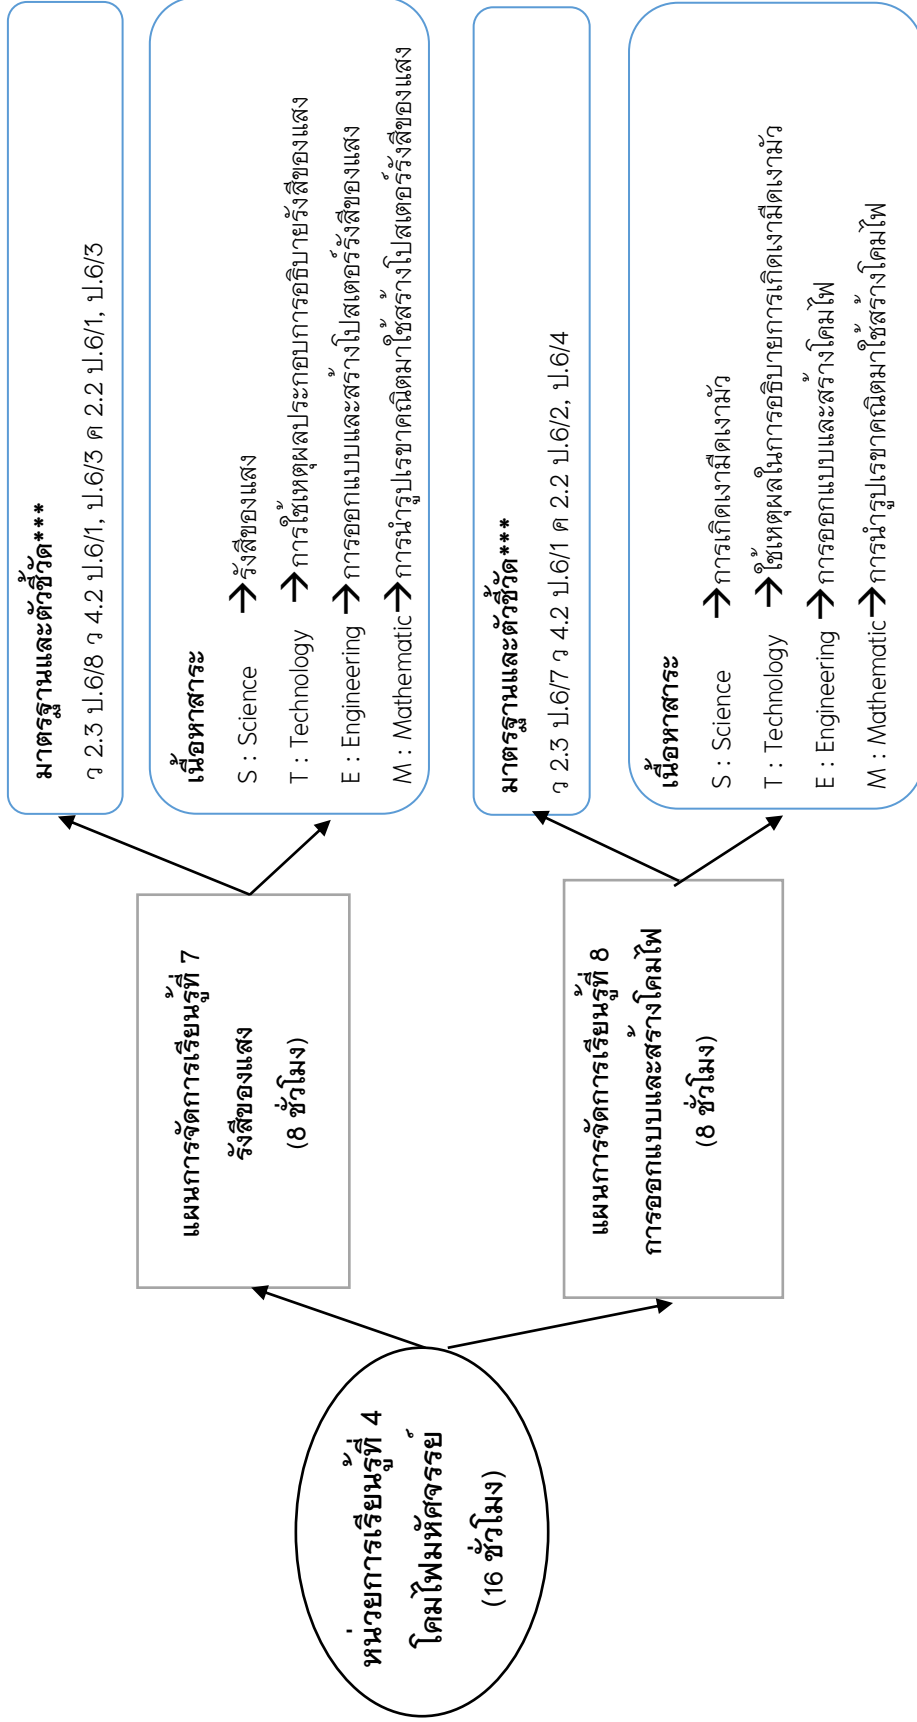 หน่วยการเรียนรู้ที่ 4
โคมไฟมหัศจรรย์
(16 ชั่วโมง)
แผนการจัดการเรียนรู้ที่ 7
รังสีของแสง
(8 ชั่วโมง)
มาตรฐานและตัวชี้วัด***
ว 2.3 ป.6/8 ว 4.2 ป.6/1, ป.6/3 ค 2.2 ป.6/1, ป.6/3
เนื้อหาสาระ
S : Science → รังสีของแสง
T : Technology → การใช้เหตุผลประกอบการอธิบายรังสีของแสง
E : Engineering → การออกแบบและสร้างโปสเตอร์รังสีของแสง
M : Mathematic → การนำรูปเรขาคณิตมาใช้สร้างโปสเตอร์รังสีของแสง
แผนการจัดการเรียนรู้ที่ 8
การออกแบบและสร้างโคมไฟ
(8 ชั่วโมง)
มาตรฐานและตัวชี้วัด***
ว 2.3 ป.6/7 ว 4.2 ป.6/1 ค 2.2 ป.6/2, ป.6/4
เนื้อหาสาระ
S : Science → การเกิดเงามืดเงามัว
T : Technology → ใช้เหตุผลในการอธิบายการเกิดเงามืดเงามัว
E : Engineering → การออกแบบและสร้างโคมไฟ
M : Mathematic → การนำรูปเรขาคณิตมาใช้สร้างโคมไฟ